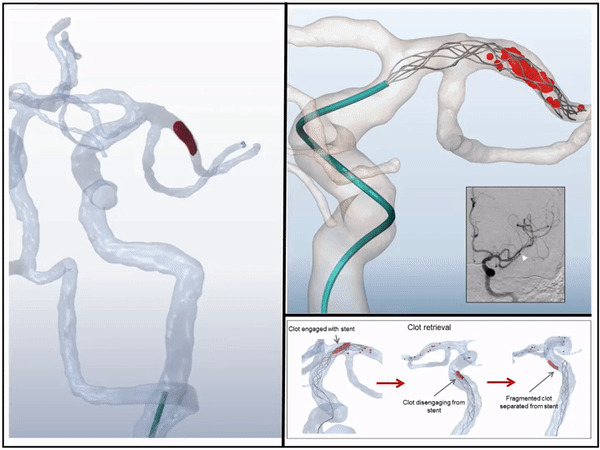 Clot engaged with stent
Clot retrieval
Clot disengaging from
stent
Fragmented clot
separated from stent